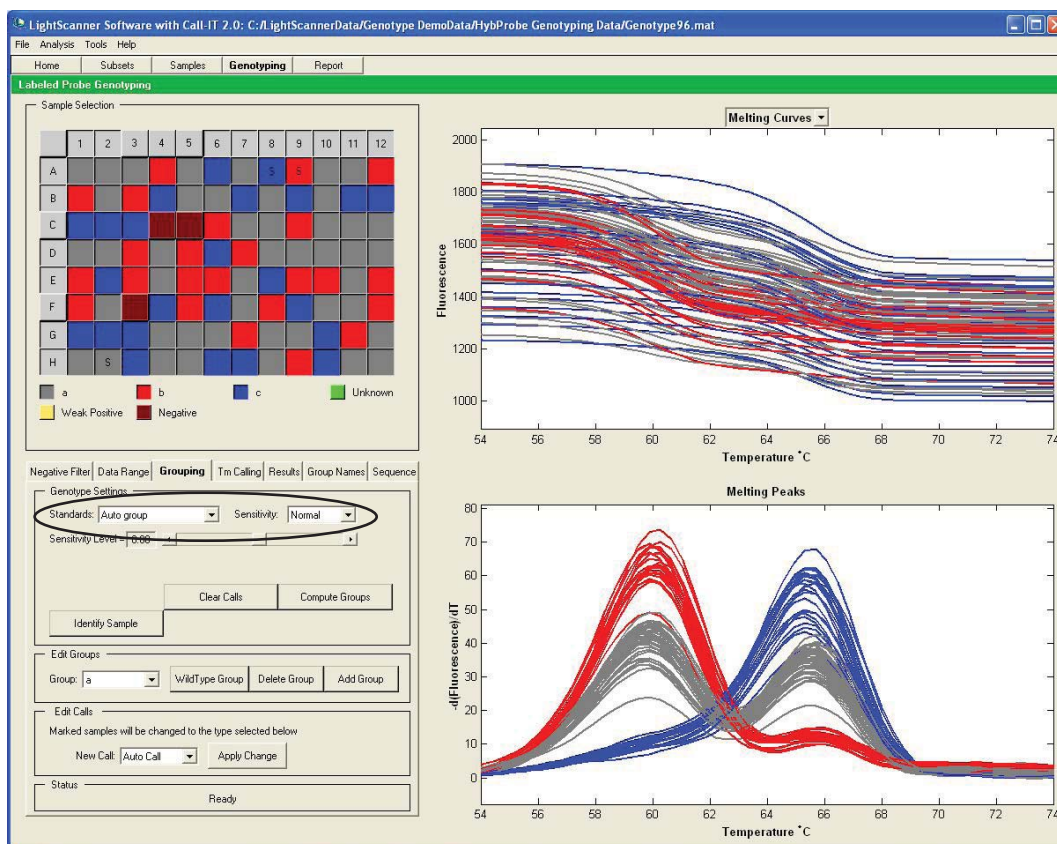 LightScanner Software with Call-IT 2.0: C:/LightScannerData/Genotype DemoData/HybProbe Genotyping Data/Genotype96.mat
File Analysis Tools Help
Home Subsets Samples Genotyping Report
Labeled Probe Genotyping
Sample Selection
1 2 3 4 5 6 7 8 9 10 11 12
A S S
B
C
D
E
F
G
H S
a b c Unknown
Weak Positive Negative
Negative Filter Data Range Grouping Tm Calling Results Group Names Sequence
Genotype Settings
Standards: Auto group Sensitivity: Normal
Sensitivity Level =
Clear Calls Compute Groups
Identify Sample
Edit Groups
Group: a WildType Group Delete Group Add Group
Edit Calls
Marked samples will be changed to the type selected below
New Call: Auto Call Apply Change
Status
Ready
Melting Curves
2000
1800
1600
1400
1200
1000
Fluorescence
54 56 58 60 62 64 66 68 70 72 74
Temperature °C
Melting Peaks
80
70
60
50
40
30
20
10
0
-d(Fluorescence)/dT
54 56 58 60 62 64 66 68 70 72 74
Temperature °C